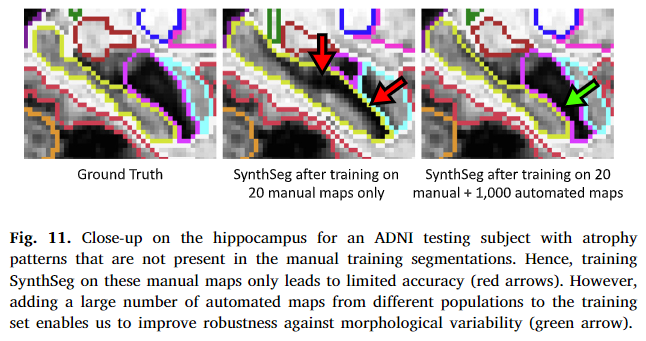 Ground Truth
SynthSeg after training on
20 manual maps only
SynthSeg after training on 20
manual + 1,000 automated maps
Fig. 11. Close-up on the hippocampus for an ADNI testing subject with atrophy
patterns that are not present in the manual training segmentations. Hence, training
SynthSeg on these manual maps only leads to limited accuracy (red arrows). However,
adding a large number of automated maps from different populations to the training
set enables us to improve robustness against morphological variability (green arrow).